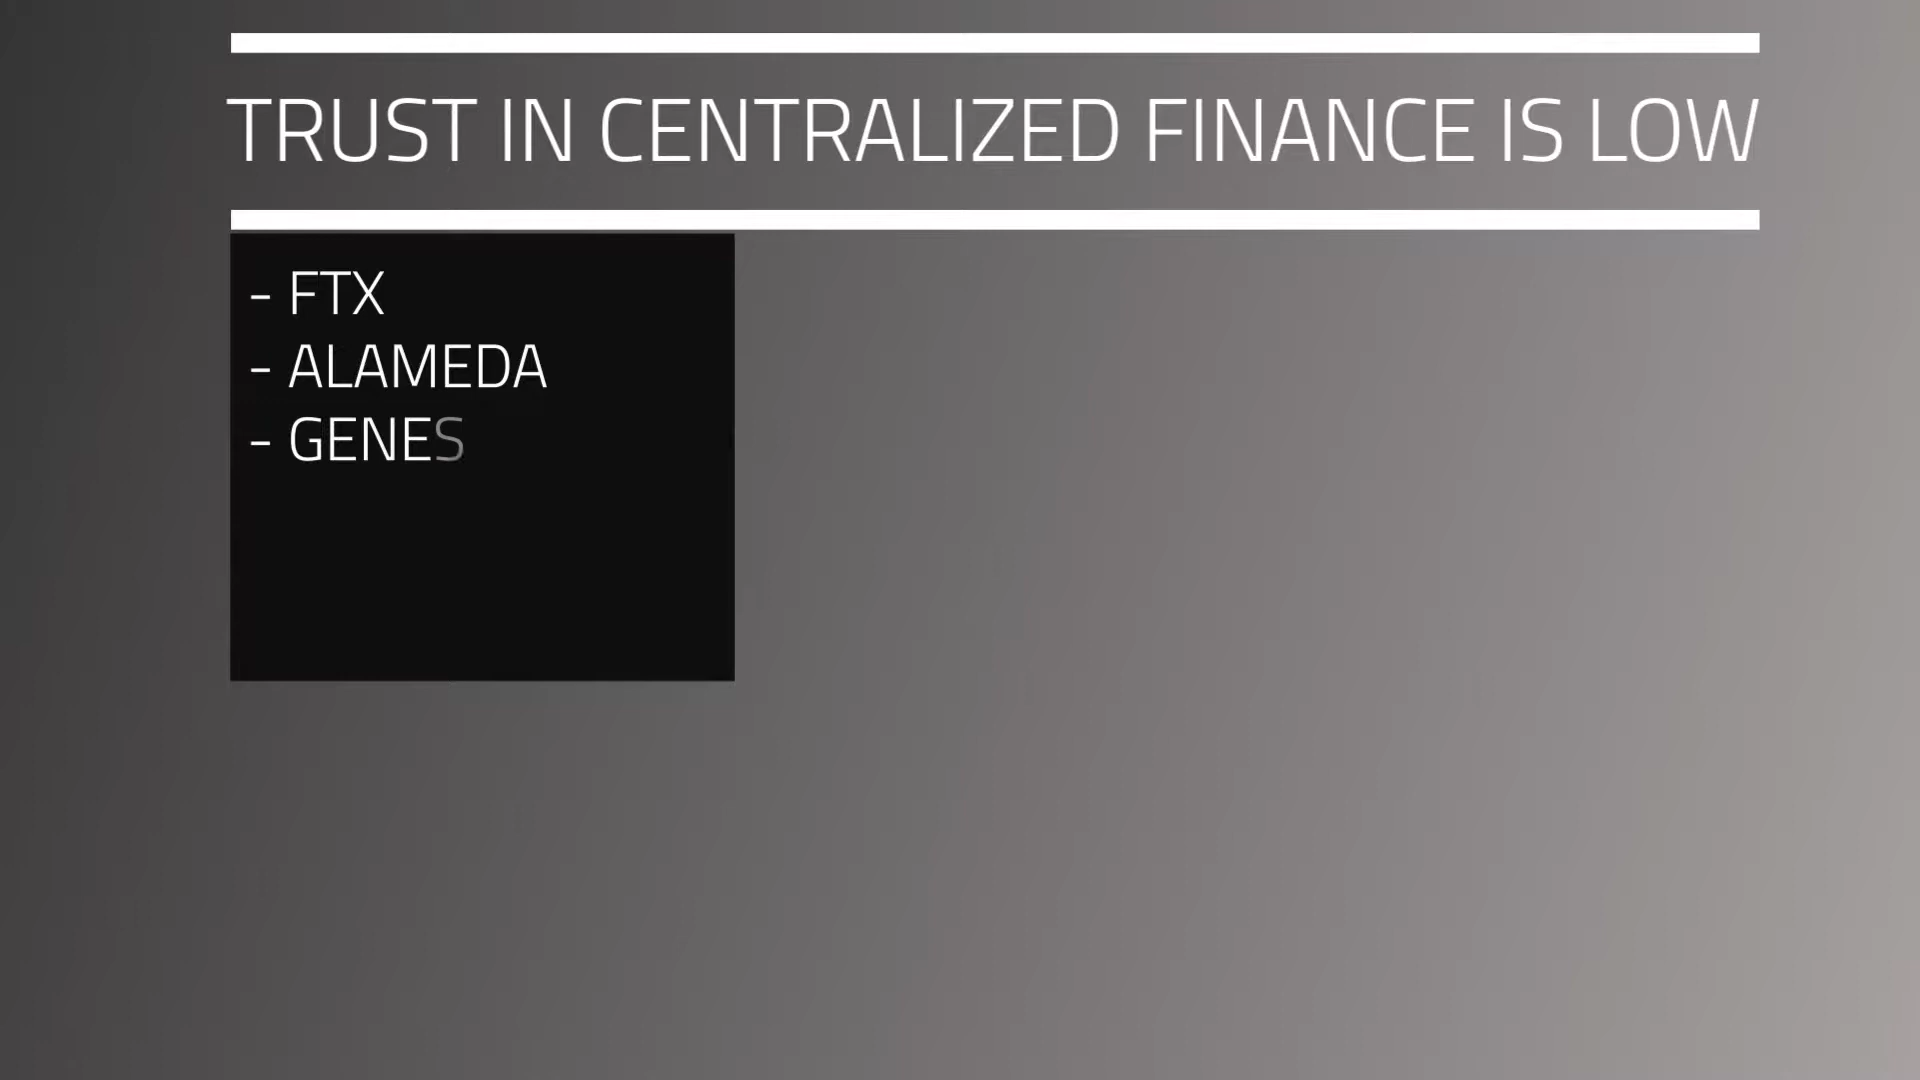 TRUST IN CENTRALIZED FINANCE IS LOW
- FTX
- ALAMEDA
- GENES